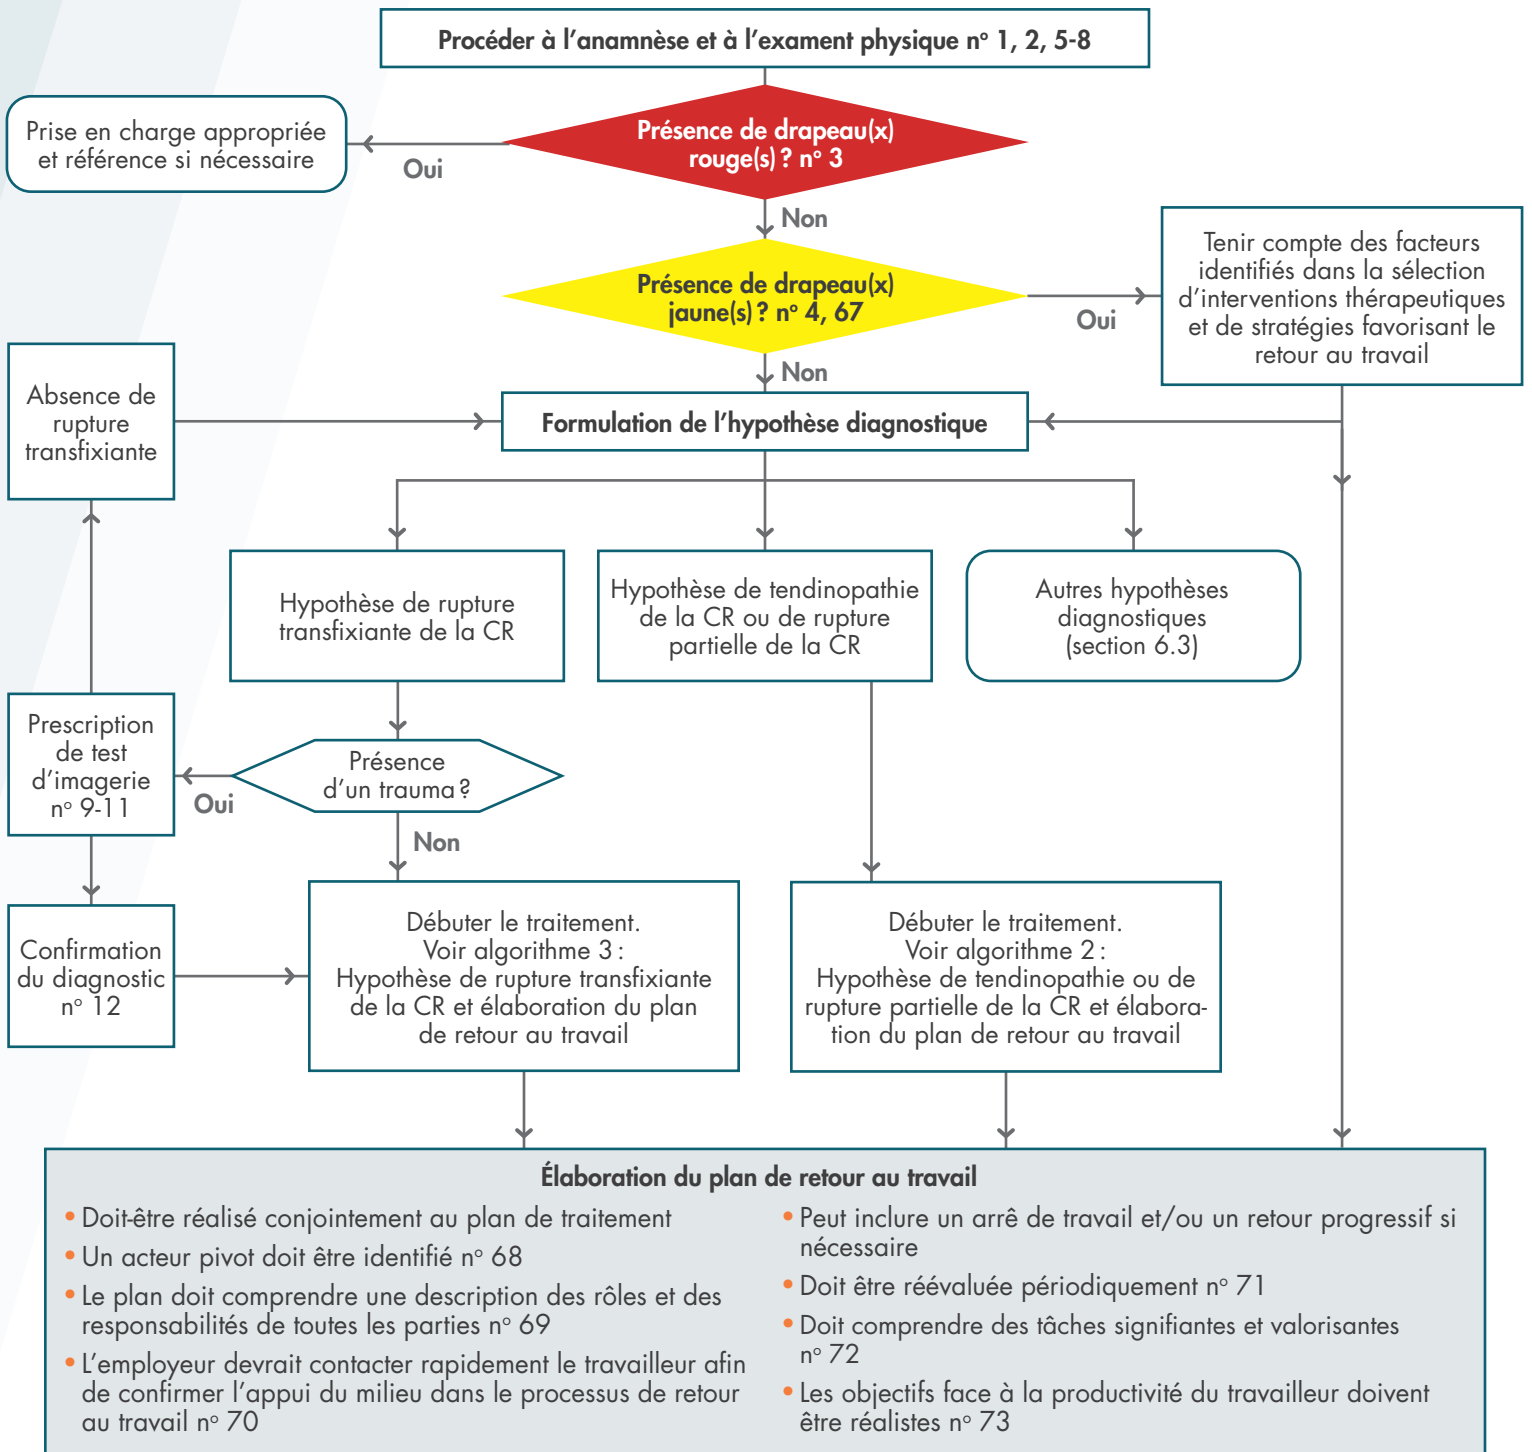 Procéder à l’anamnèse et à l’exament physique nº 1, 2, 5-8
Présence de drapeau(x)
rouge(s) ? nº 3
Oui
Prise en charge appropriée
et référence si nécessaire
Non
Présence de drapeau(x)
jaune(s) ? nº 4, 67
Oui
Tenir compte des facteurs
identifiés dans la sélection
d’interventions thérapeutiques
et de stratégies favorisant le
retour au travail
Non
Absence de
rupture
transfixiante
Formulation de l’hypothèse diagnostique
Hypothèse de rupture
transfixiante de la CR
Hypothèse de tendinopathie
de la CR ou de rupture
partielle de la CR
Autres hypothèses
diagnostiques
(section 6.3)
Prescription
de test
d’imagerie
nº 9-11
Présence
d’un trauma ?
Oui
Non
Confirmation
du diagnostic
nº 12
Débuter le traitement.
Voir algorithme 3 :
Hypothèse de rupture transfixiante
de la CR et élaboration du plan
de retour au travail
Débuter le traitement.
Voir algorithme 2 :
Hypothèse de tendinopathie ou de
rupture partielle de la CR et élabora-
tion du plan de retour au travail
Élaboration du plan de retour au travail
• Doit-être réalisé conjointement au plan de traitement
• Un acteur pivot doit être identifié nº 68
• Le plan doit comprendre une description des rôles et des
responsabilités de toutes les parties nº 69
• L’employeur devrait contacter rapidement le travailleur afin
de confirmer l’appui du milieu dans le processus de retour
au travail nº 70
• Peut inclure un arrê de travail et/ou un retour progressif si
nécessaire
• Doit être réévaluée périodiquement nº 71
• Doit comprendre des tâches signifiantes et valorisantes
nº 72
• Les objectifs face à la productivité du travailleur doivent
être réalistes nº 73